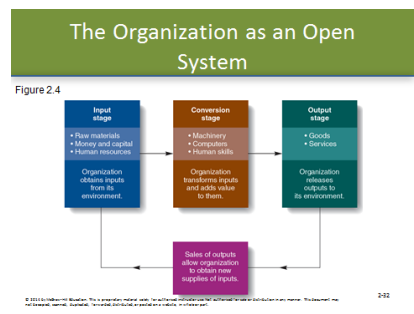 The Organization as an Open
System
Figure 2.4
Input
stage
• Raw materials
• Money and capital
• Human resources
Organization
obtains inputs
from its
environment.
Conversion
stage
• Machinery
• Computers
• Human skills
Organization
transforms inputs
and adds value
to them.
Output
stage
• Goods
• Services
Organization
releases
outputs to
its environment.
Sales of outputs
allow organization
to obtain new
supplies of inputs.
2-32